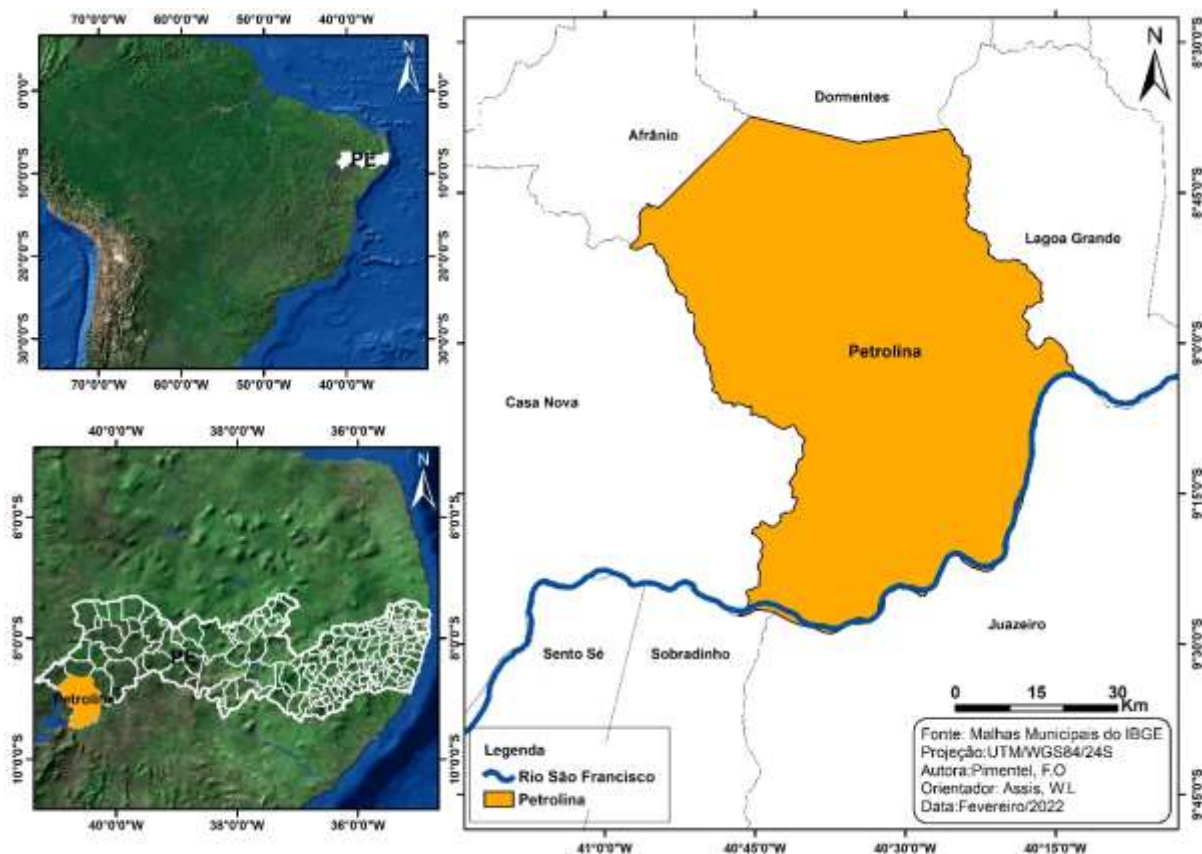 70°0'0"W 60°0'0"W 50°0'0"W 40°0'0"W
N
0°0'0"
10°0'0"S
20°0'0"S
30°0'0"S
PE
0°0'0"
10°0'0"S
20°0'0"S
30°0'0"S
70°0'0"W 60°0'0"W 50°0'0"W 40°0'0"W
40°0'0"W 38°0'0"W 36°0'0"W
N
6°0'0"S
8°0'0"S
10°0'0"S
PE
Petrolina
6°0'0"S
8°0'0"S
10°0'0"S
40°0'0"W 38°0'0"W 36°0'0"W
N
Dormentes
Afrânio
Lagoa Grande
Petrolina
Casa Nova
Juazeiro
Sento Sé
Sobradinho
8°30'0"S
8°45'0"S
9°0'0"S
9°15'0"S
9°30'0"S
9°45'0"S
0 15 30
Km
Legenda
Rio São Francisco
Petrolina
Fonte: Malhas Municipais do IBGE
Projeção:UTM/WGS84/24S
Autora:Pimentel, F.O
Orientador: Assis, W.L
Data:Fevereiro/2022
41°0'0"W 40°45'0"W 40°30'0"W 40°15'0"W